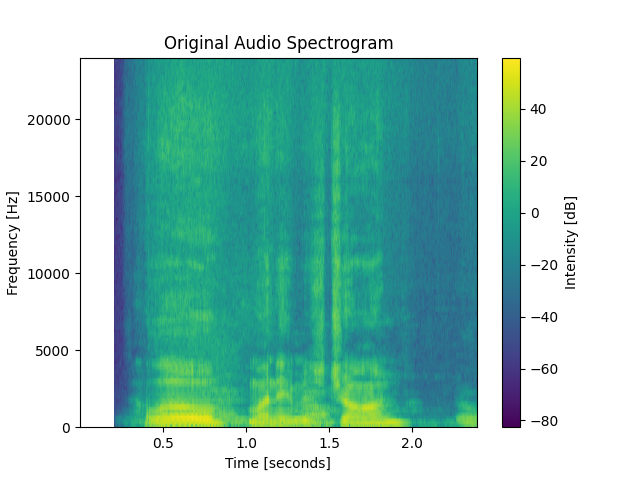 Original Audio Spectrogram
20000
15000
10000
5000
0
Frequency [Hz]
0.5 1.0 1.5 2.0
Time [seconds]
40
20
0
−20
−40
−60
−80
Intensity [dB]